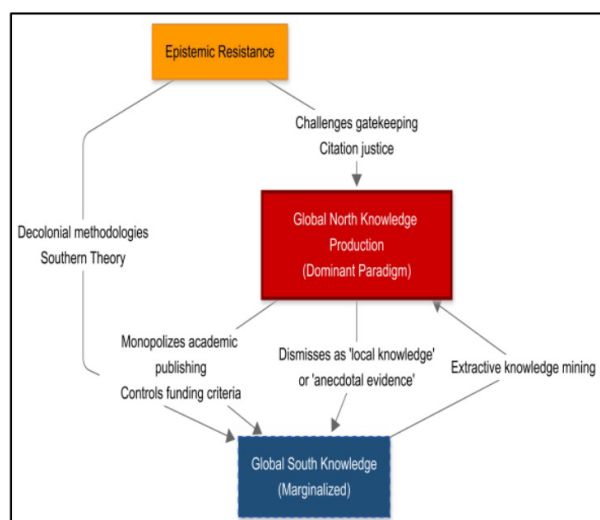 Epistemic Resistance
Challenges gatekeeping
Citation justice
Global North Knowledge
Production
(Dominant Paradigm)
Decolonial methodologies
Southern Theory
Monopolizes academic
publishing
Controls funding criteria
Dismisses as 'local knowledge'
or 'anecdotal evidence'
Extractive knowledge mining
Global South Knowledge
(Marginalized)